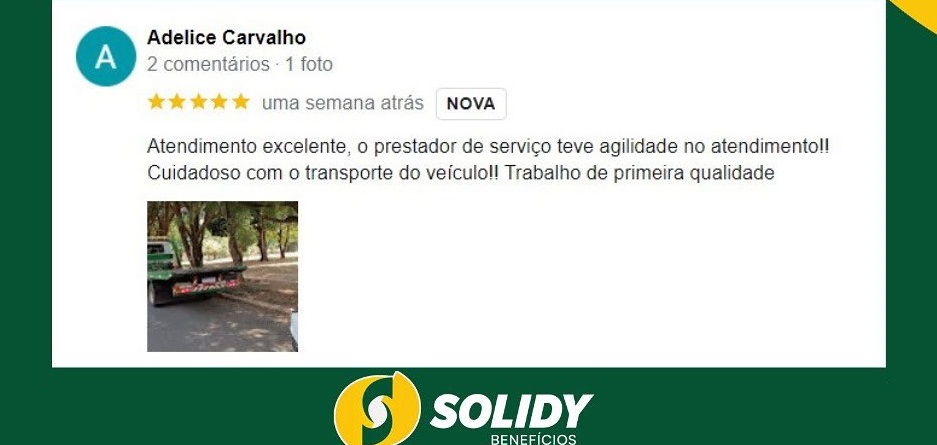 A
Adelice Carvalho
2 comentários · 1 foto
uma semana atrás NOVA
Atendimento excelente, o prestador de serviço teve agilidade no atendimento!!
Cuidadoso com o transporte do veículo!! Trabalho de primeira qualidade
SOLIDY
BENEFÍCIOS